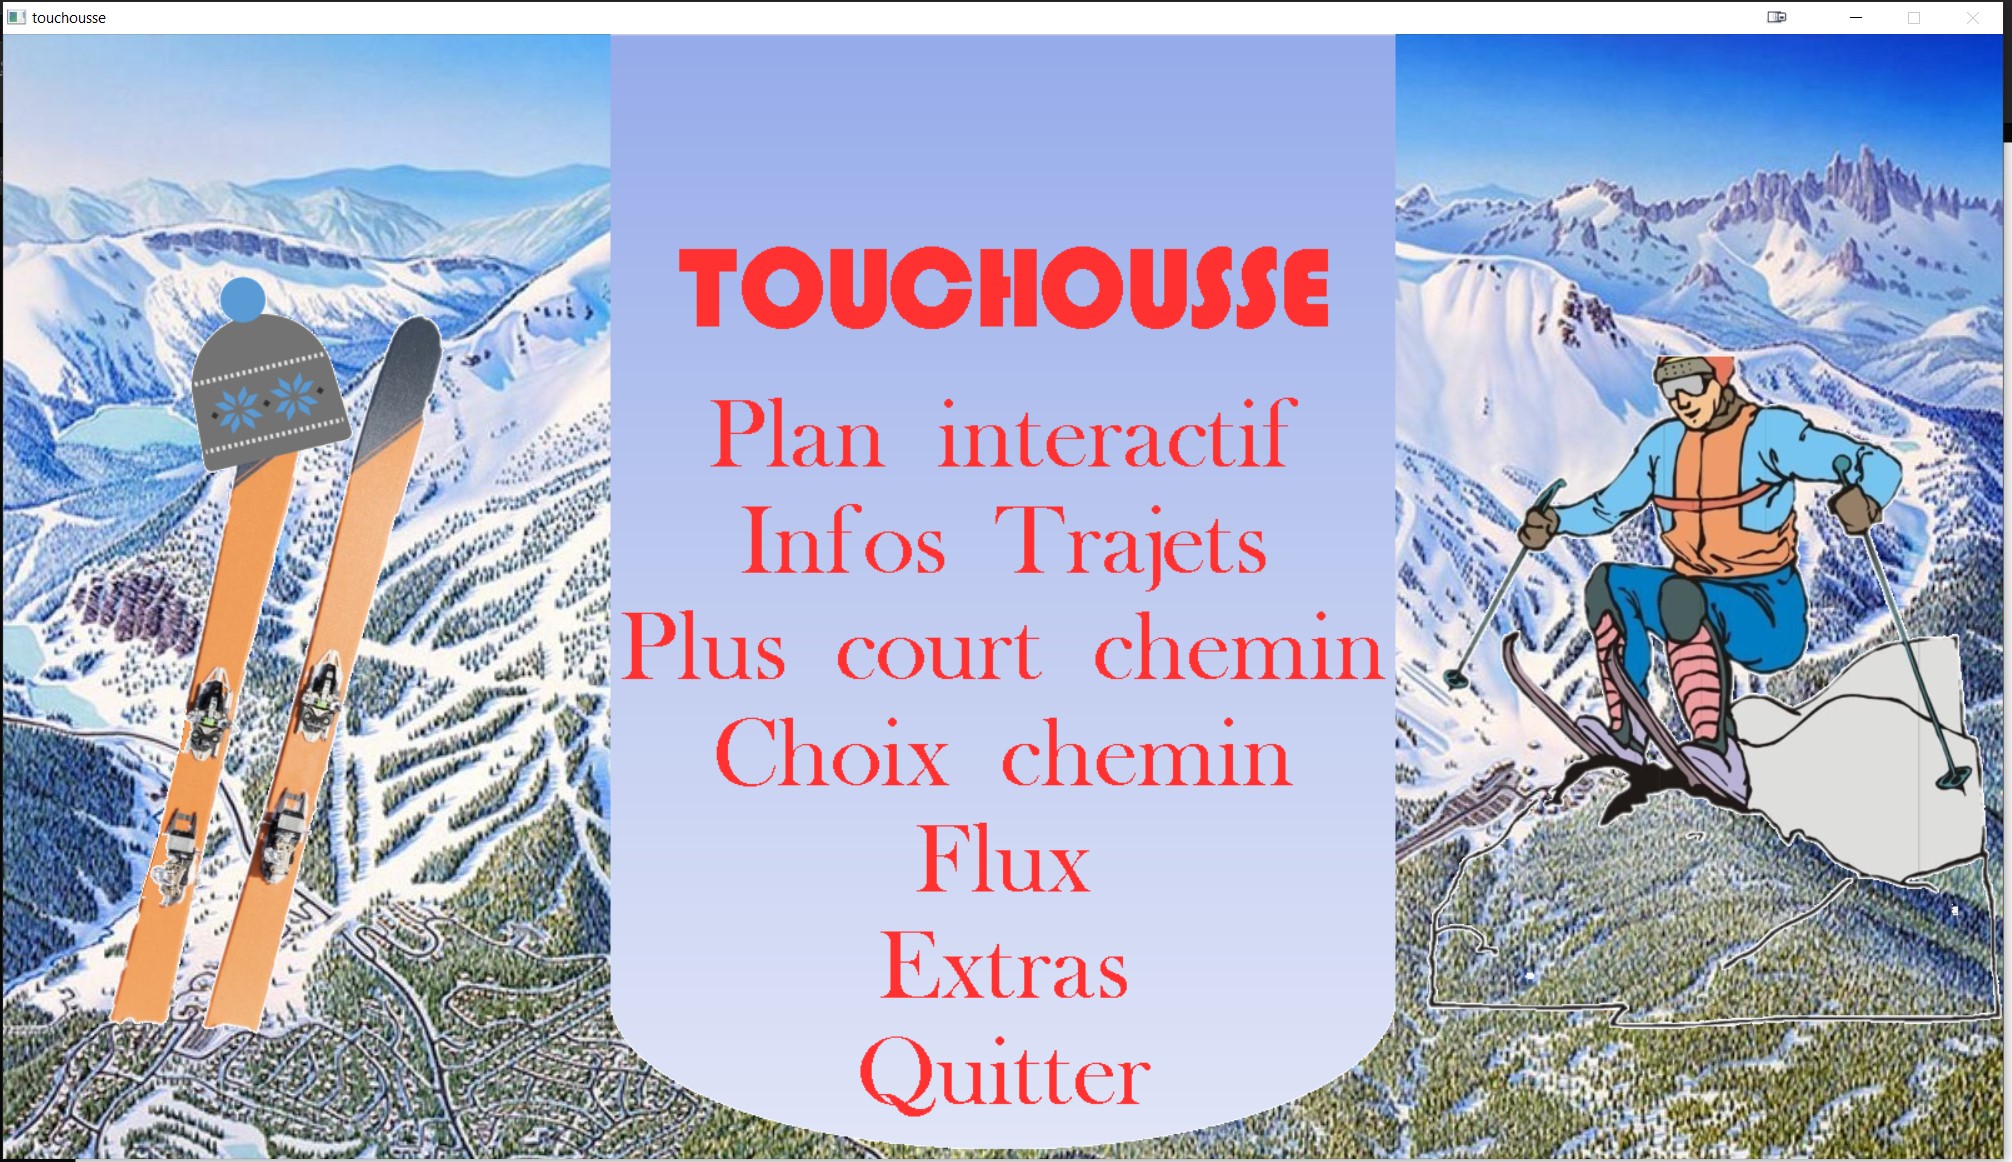 touchousse
TOUCHOUSSE
Plan interactif
Infos Trajets
Plus court chemin
Choix chemin
Flux
Extras
Quitter